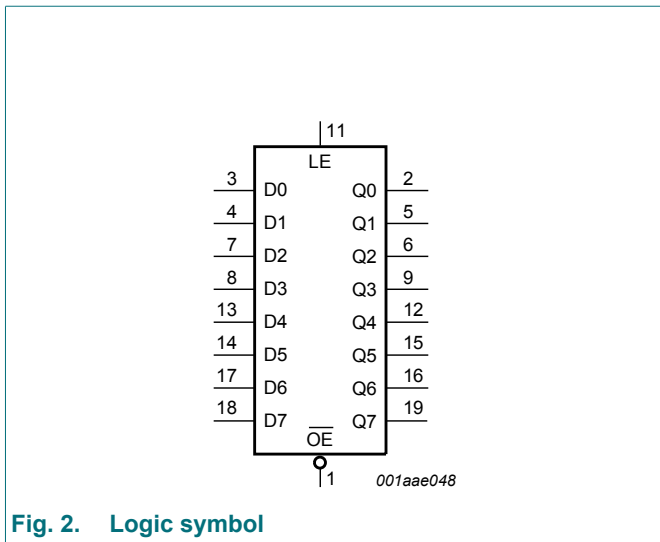 11
LE
3 D0 Q0 2
4 D1 Q1 5
7 D2 Q2 6
8 D3 Q3 9
13 D4 Q4 12
14 D5 Q5 15
17 D6 Q6 16
18 D7 Q7 19
O̅E̅
1 001aae048
Fig. 2. Logic symbol